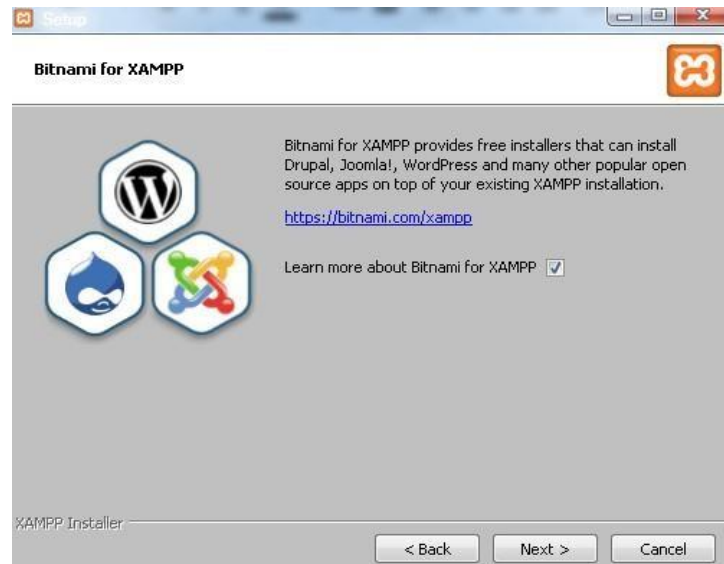 Setup
Bitnami for XAMPP
Bitnami for XAMPP provides free installers that can install
Drupal, Joomla!, WordPress and many other popular open
source apps on top of your existing XAMPP installation.
https://bitnami.com/xampp
Learn more about Bitnami for XAMPP
XAMPP Installer
< Back
Next >
Cancel